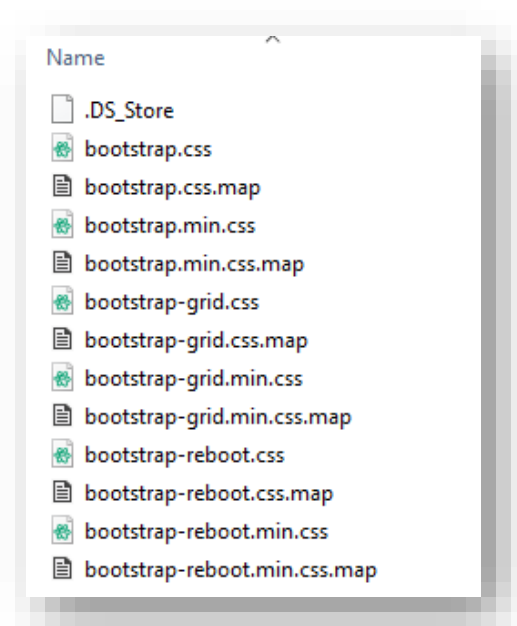 Name
.DS_Store
bootstrap.css
bootstrap.css.map
bootstrap.min.css
bootstrap.min.css.map
bootstrap-grid.css
bootstrap-grid.css.map
bootstrap-grid.min.css
bootstrap-grid.min.css.map
bootstrap-reboot.css
bootstrap-reboot.css.map
bootstrap-reboot.min.css
bootstrap-reboot.min.css.map